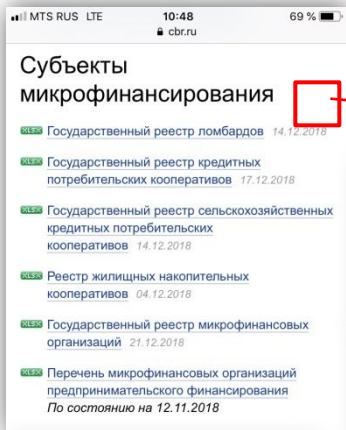 MTS RUS LTE 10:48 69 %
cbr.ru
Субъекты
микрофинансирования
XLSX Государственный реестр ломбардов 14.12.2018
XLSX Государственный реестр кредитных
потребительских кооперативов 17.12.2018
XLSX Государственный реестр сельскохозяйственных
кредитных потребительских
кооперативов 14.12.2018
XLSX Реестр жилищных накопительных
кооперативов 04.12.2018
XLSX Государственный реестр микрофинансовых
организаций 21.12.2018
XLSX Перечень микрофинансовых организаций
предпринимательского финансирования
По состоянию на 12.11.2018